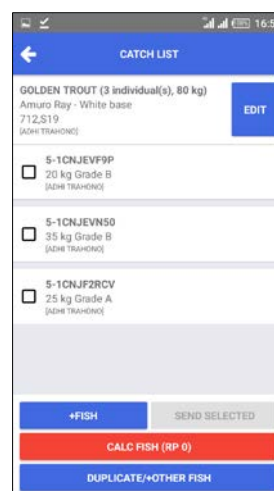 16:5
CATCH LIST
GOLDEN TROUT (3 individual(s), 80 kg)
Amuro Ray - White base
712,S19
[ADHI TRAHONO]
EDIT
5-1CNJEVF9P
20 kg Grade B
[ADHI TRAHONO]
5-1CNJEVN50
35 kg Grade B
[ADHI TRAHONO]
5-1CNJF2RCV
25 kg Grade A
[ADHI TRAHONO]
+FISH
SEND SELECTED
CALC FISH (RP 0)
DUPLICATE/+OTHER FISH